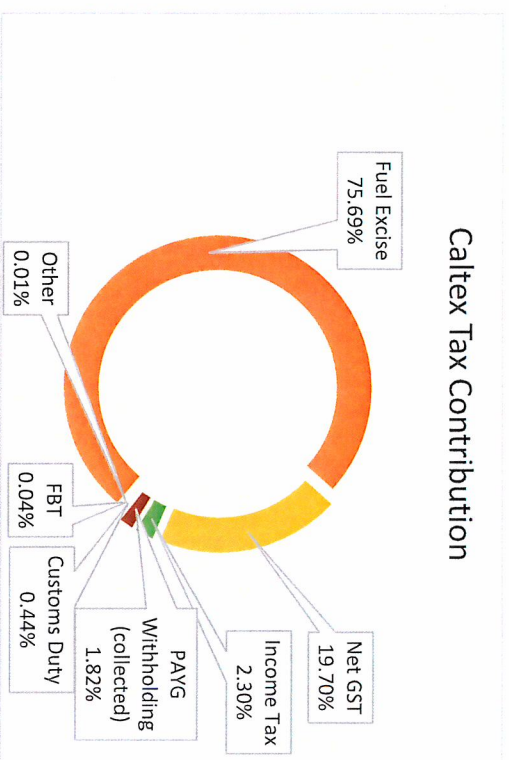 Caltex Tax Contribution
Fuel Excise
75.69%
Net GST
19.70%
Income Tax
2.30%
PAYG
Withholding
(collected)
1.82%
Customs Duty
0.44%
FBT
0.04%
Other
0.01%